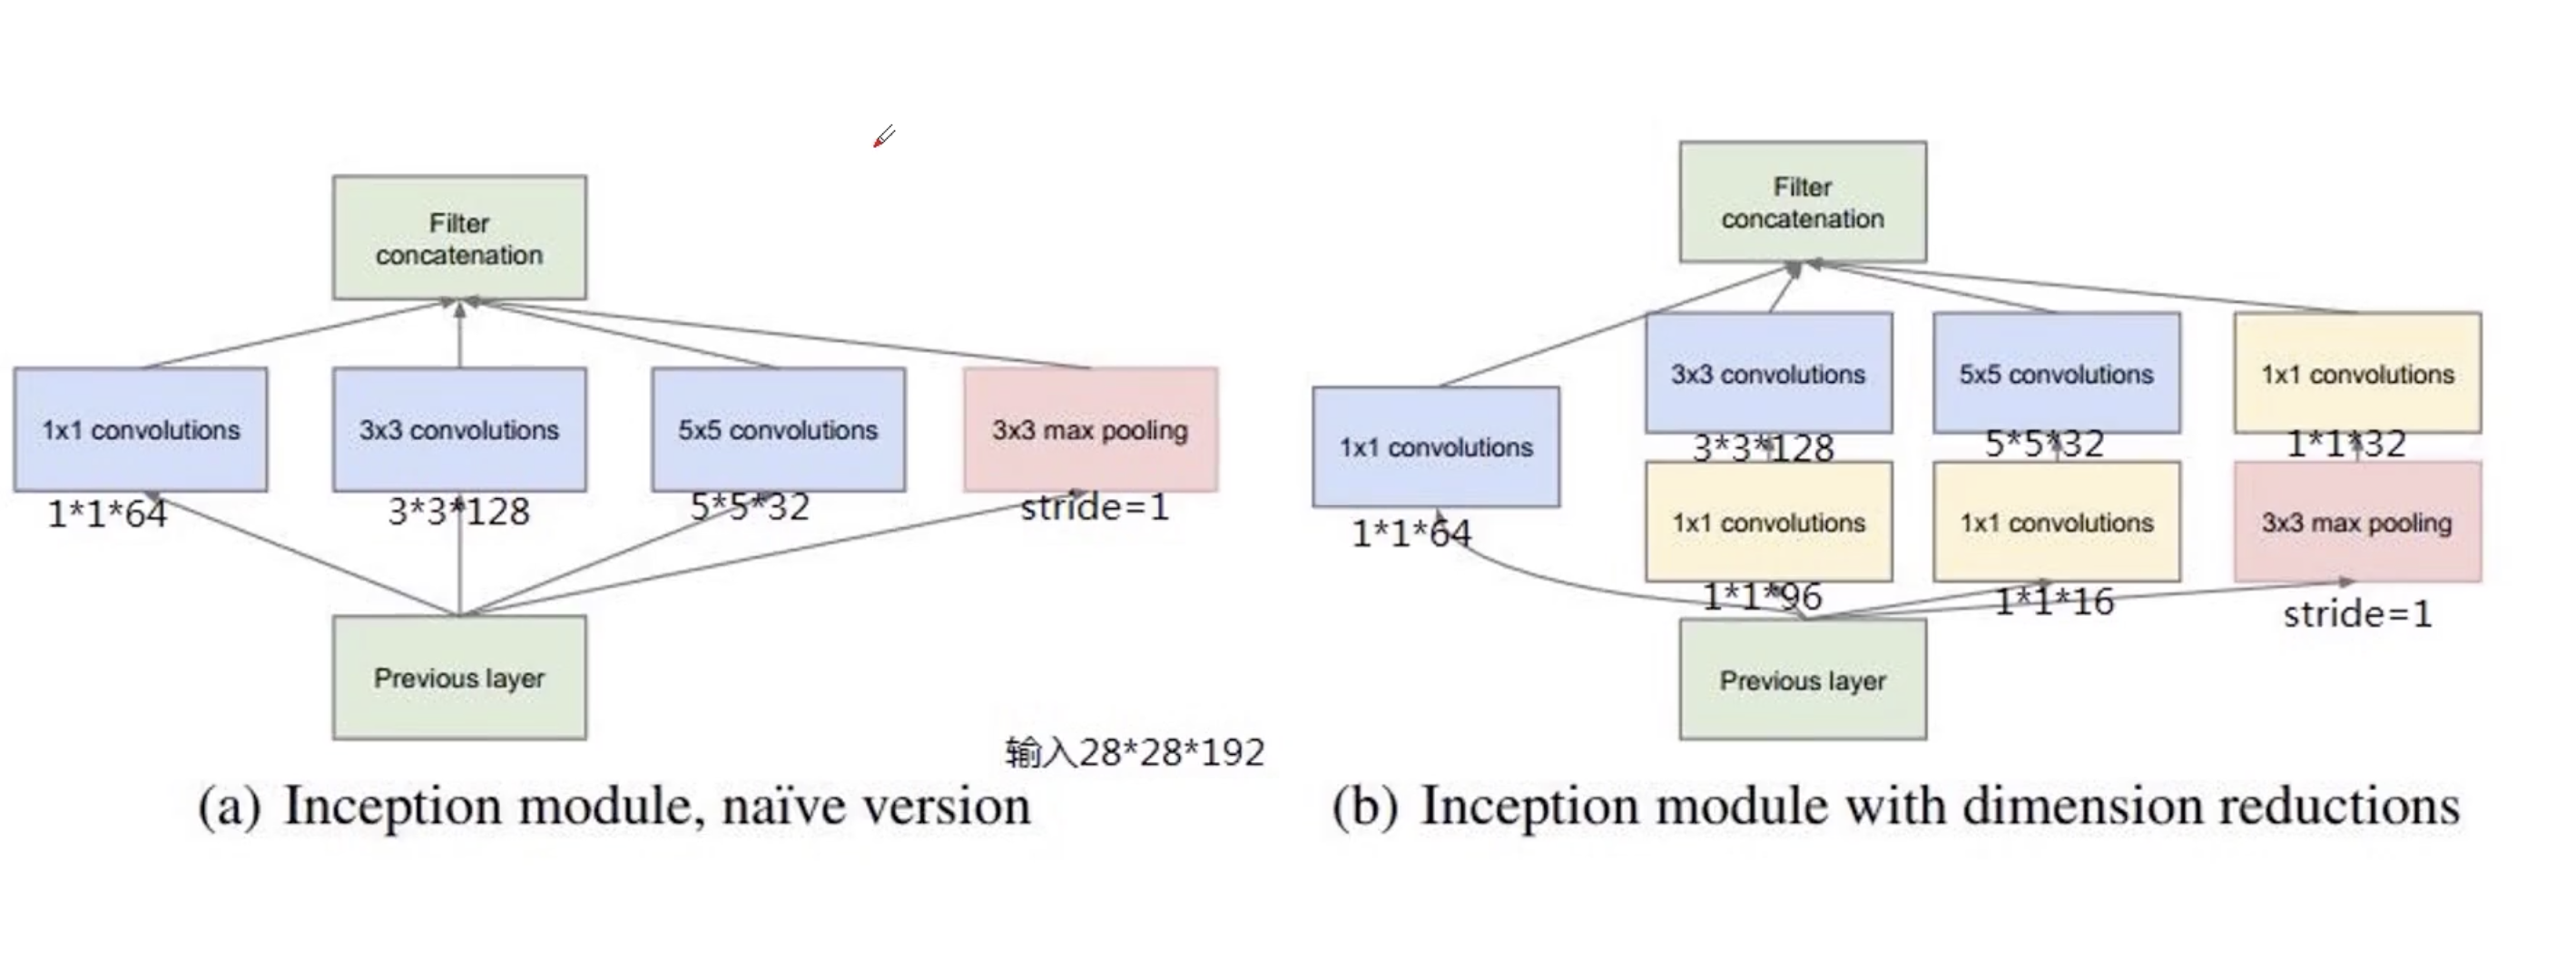 Filter
concatenation
1x1 convolutions
3x3 convolutions
5x5 convolutions
3x3 max pooling
1*1*64
3*3*128
5*5*32
stride=1
Previous layer
输入28*28*192
(a) Inception module, naïve version
Filter
concatenation
1x1 convolutions
1*1*64
3x3 convolutions
5x5 convolutions
1x1 convolutions
3*3*128
5*5*32
1*1*32
1x1 convolutions
1x1 convolutions
3x3 max pooling
1*1*96
1*1*16
stride=1
Previous layer
(b) Inception module with dimension reductions